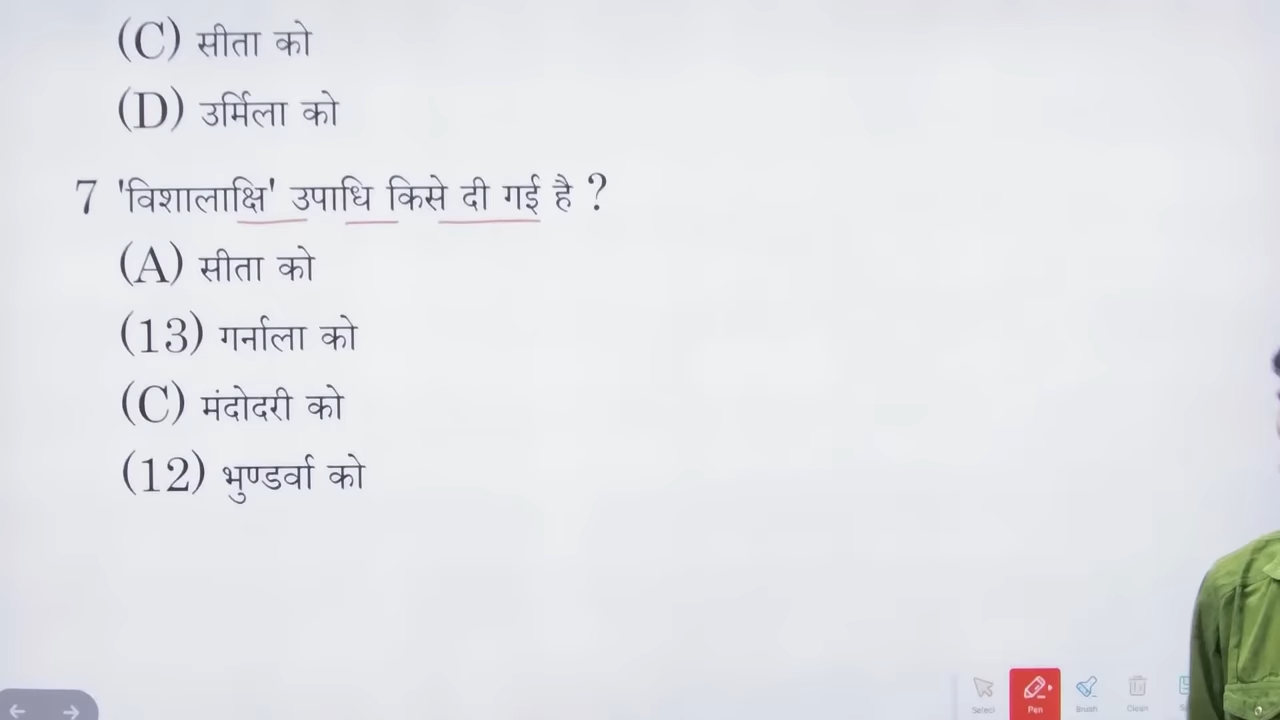 (C) सीता को
(D) उर्मिला को
7 'विशालाक्षि' उपाधि किसे दी गई है ?
(A) सीता को
(13) गर्नाला को
(C) मंदोदरी को
(12) भुण्डर्वा को
Select
Pen
Brush
Clean